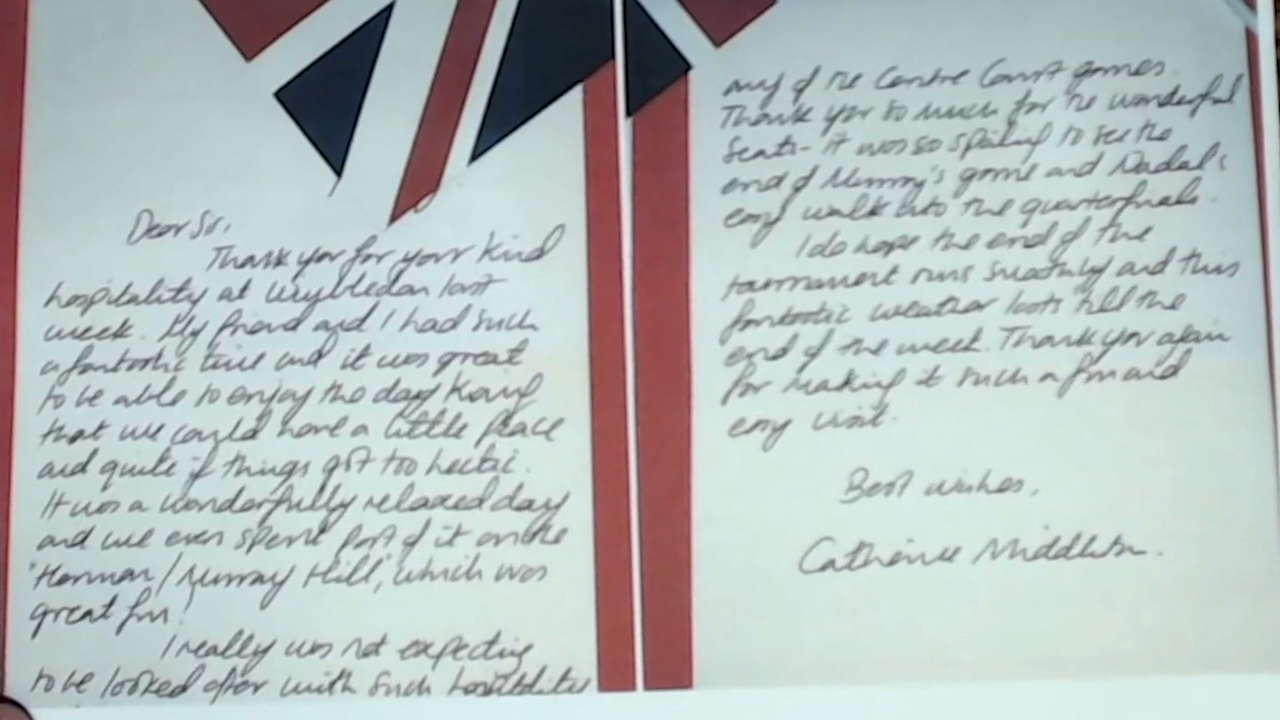 Dear Sir,
Thank you for your kind
hospitality at Wimbledon last
week. My friend and I had such
a fantastic time and it was great
to be able to enjoy the day knowing
that we could have a little place
and quite if things got too hectic.
It was a wonderfully relaxed day
and we even spent part of it on the
'Henman/Murray Hill', which was
great fun!
I really was not expecting
to be looked after with such
any of the Centre Court games.
Thank you so much for the wonderful
seats - it was so spoiling to see the
end of Murray's game and Nadal's
easy walk into the quarterfinals.
I do hope the end of the
tournament runs smoothly and this
fantastic weather lasts till the
end of the week. Thank you again
for making it such a fun and
easy visit.
Best wishes,
Catherine Middleton.